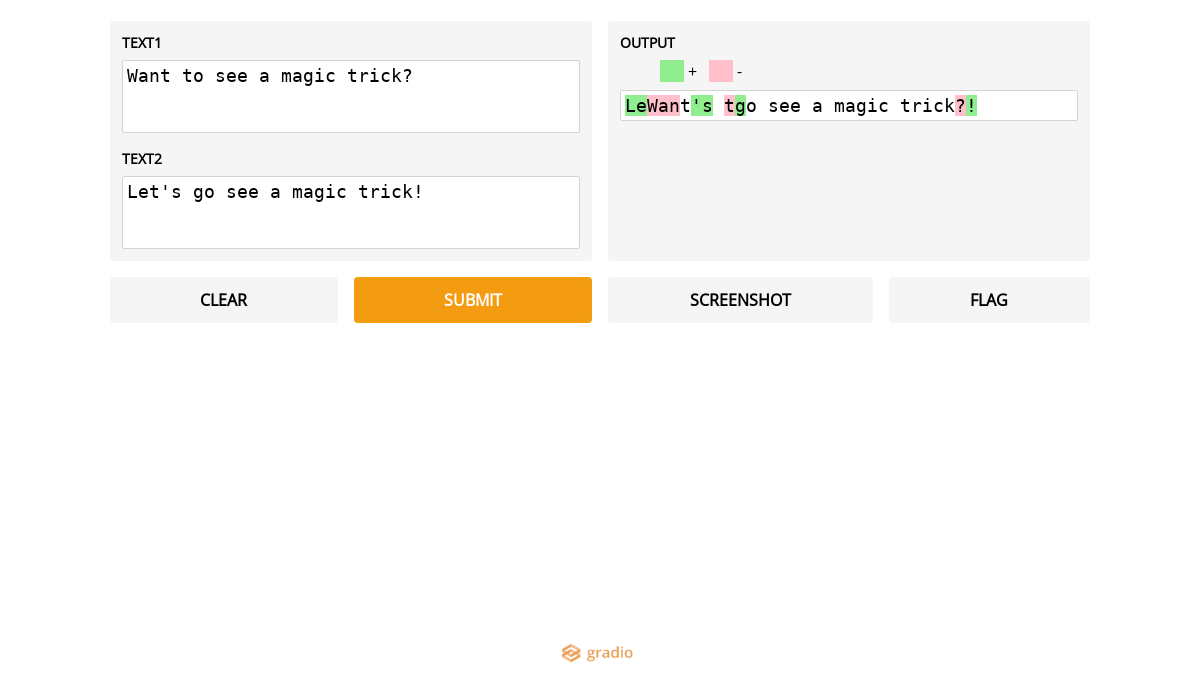 TEXT1
Want to see a magic trick?
TEXT2
Let's go see a magic trick!
OUTPUT
+ -
LeWant's tgo see a magic trick?!
CLEAR
SUBMIT
SCREENSHOT
FLAG
gradio